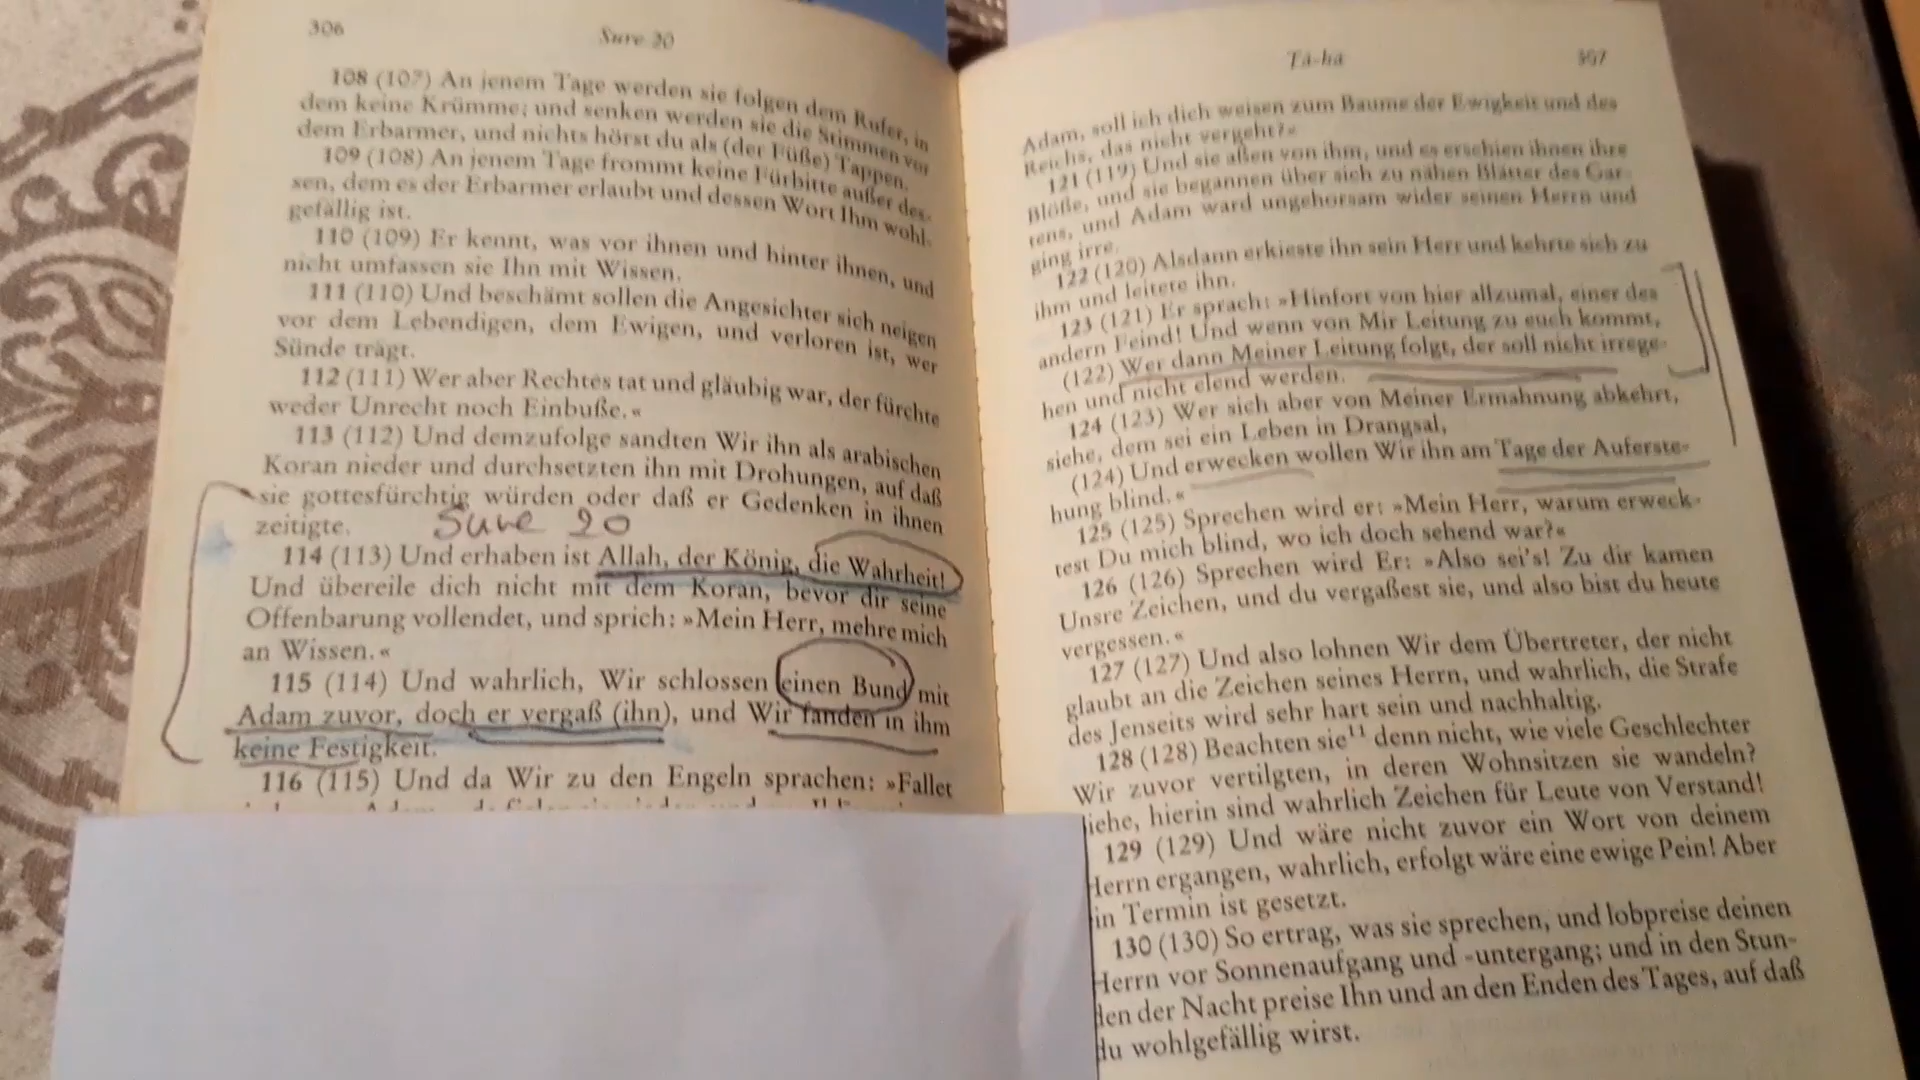 306
Sure 20
108 (107) An jenem Tage werden sie folgen dem Rufer, in
dem keine Krümme; und senken werden sie die Stimmen vor
dem Erbarmer, und nichts hörst du als (der Füße) Tappen.
109 (108) An jenem Tage frommt keine Fürbitte außer des-
sen, dem es der Erbarmer erlaubt und dessen Wort Ihm wohl-
gefällig ist.
110 (109) Er kennt, was vor ihnen und hinter ihnen, und
nicht umfassen sie Ihn mit Wissen.
111 (110) Und beschämt sollen die Angesichter sich neigen
vor dem Lebendigen, dem Ewigen, und verloren ist, wer
Sünde trägt.
112 (111) Wer aber Rechtes tat und gläubig war, der fürchte
weder Unrecht noch Einbuße.«
113 (112) Und demzufolge sandten Wir ihn als arabischen
Koran nieder und durchsetzten ihn mit Drohungen, auf daß
sie gottesfürchtig würden oder daß er Gedenken in ihnen
zeitigte.
Sure 20
114 (113) Und erhaben ist Allah, der König, die Wahrheit!
Und übereile dich nicht mit dem Koran, bevor dir seine
Offenbarung vollendet, und sprich: »Mein Herr, mehre mich
an Wissen.«
115 (114) Und wahrlich, Wir schlossen einen Bund mit
Adam zuvor, doch er vergaß (ihn), und Wir fanden in ihm
keine Festigkeit.
116 (115) Und da Wir zu den Engeln sprachen: »Fallet
Tā-hā
307
Adam, soll ich dich weisen zum Baume der Ewigkeit und des
Reichs, das nicht vergeht?«
121 (119) Und sie aßen von ihm, und es erschien ihnen ihre
Blöße, und sie begannen über sich zu nähen Blätter des Gar-
tens, und Adam ward ungehorsam wider seinen Herrn und
ging irre.
122 (120) Alsdann erkieste ihn sein Herr und kehrte sich zu
ihm und leitete ihn.
123 (121) Er sprach: »Hinfort von hier allzumal, einer des
andern Feind! Und wenn von Mir Leitung zu euch kommt,
(122) Wer dann Meiner Leitung folgt, der soll nicht irrege-
hen und nicht elend werden.
124 (123) Wer sich aber von Meiner Ermahnung abkehrt,
siehe, dem sei ein Leben in Drangsal,
(124) Und erwecken wollen Wir ihn am Tage der Auferste-
hung blind.«
125 (125) Sprechen wird er: »Mein Herr, warum erweck-
test Du mich blind, wo ich doch sehend war?«
126 (126) Sprechen wird Er: »Also sei's! Zu dir kamen
Unsre Zeichen, und du vergaßest sie, und also bist du heute
vergessen.«
127 (127) Und also lohnen Wir dem Übertreter, der nicht
glaubt an die Zeichen seines Herrn, und wahrlich, die Strafe
des Jenseits wird sehr hart sein und nachhaltig.
128 (128) Beachten sie¹¹ denn nicht, wie viele Geschlechter
Wir zuvor vertilgten, in deren Wohnsitzen sie wandeln?
iehe, hierin sind wahrlich Zeichen für Leute von Verstand!
129 (129) Und wäre nicht zuvor ein Wort von deinem
Herrn ergangen, wahrlich, erfolgt wäre eine ewige Pein! Aber
in Termin ist gesetzt.
130 (130) So ertrag, was sie sprechen, und lobpreise deinen
Herrn vor Sonnenaufgang und -untergang; und in den Stun-
den der Nacht preise Ihn und an den Enden des Tages, auf daß
du wohlgefällig wirst.